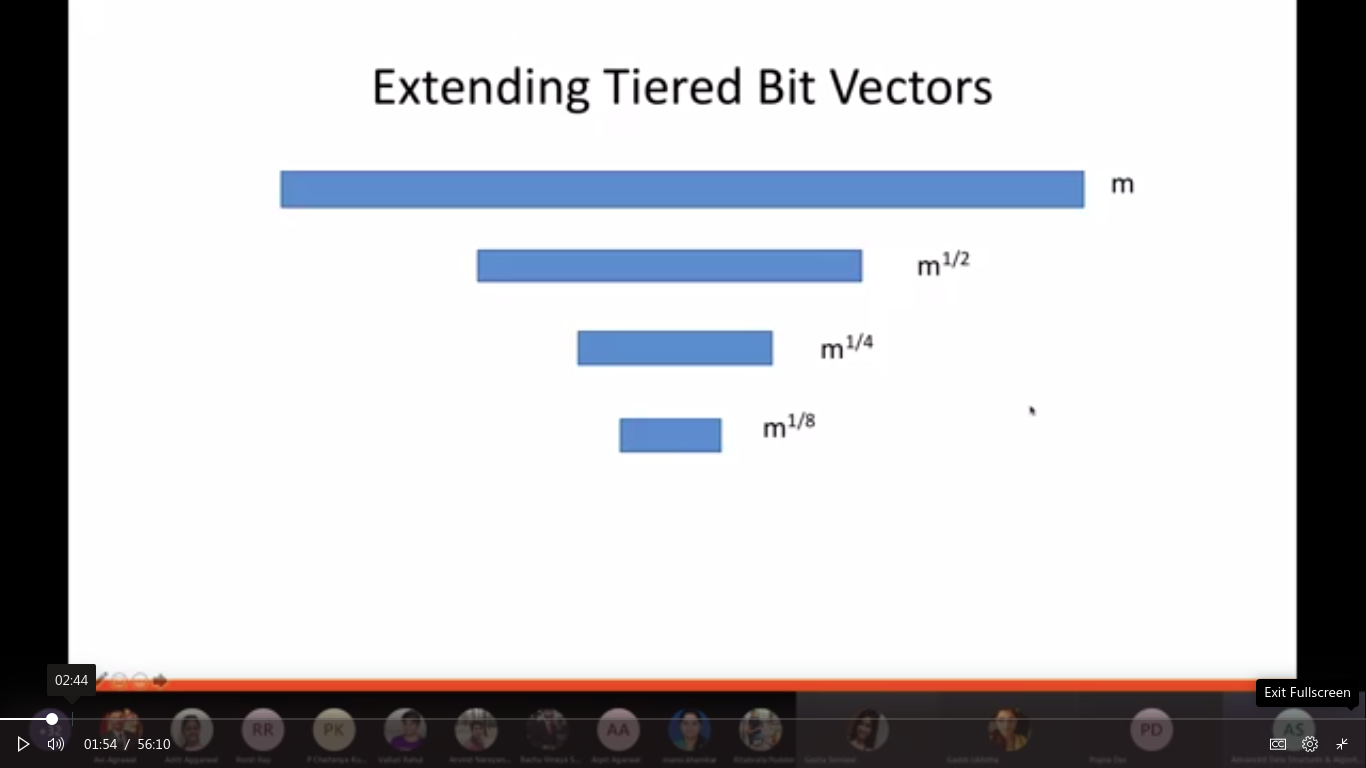 Extending Tiered Bit Vectors
m
m^1/2
m^1/4
m^1/8
02:44
Exit Fullscreen
RR
PK
AA
PD
AS
01:54 / 56:10
CC